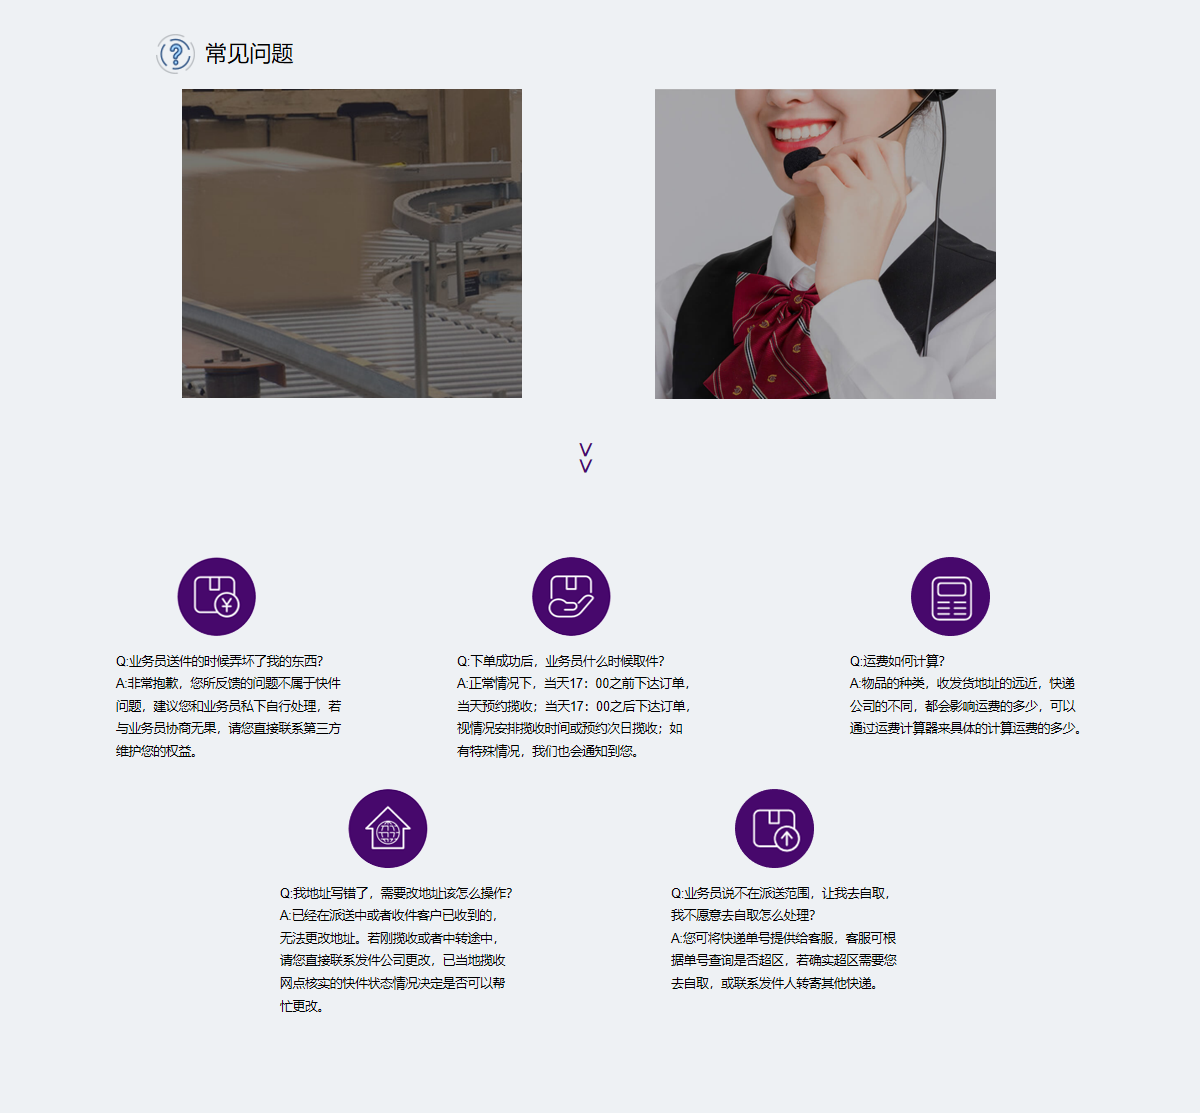 常见问题
Q:业务员送件的时候弄坏了我的东西?
A:非常抱歉，您所反馈的问题不属于快件
问题，建议您和业务员私下自行处理，若
与业务员协商无果，请您直接联系第三方
维护您的权益。
Q:下单成功后，业务员什么时候取件?
A:正常情况下，当天17：00之前下达订单，
当天预约揽收；当天17：00之后下达订单，
视情况安排揽收时间或预约次日揽收；如
有特殊情况，我们也会通知到您。
Q:运费如何计算?
A:物品的种类，收发货地址的远近，快递
公司的不同，都会影响运费的多少，可以
通过运费计算器来具体的计算运费的多少。
Q:我地址写错了，需要改地址该怎么操作?
A:已经在派送中或者收件客户已收到的，
无法更改地址。若刚揽收或者中转途中，
请您直接联系发件公司更改，已当地揽收
网点核实的快件状态情况决定是否可以帮
忙更改。
Q:业务员说不在派送范围，让我去自取，
我不愿意去自取怎么处理?
A:您可将快递单号提供给客服，客服可根
据单号查询是否超区，若确实超区需要您
去自取，或联系发件人转寄其他快递。